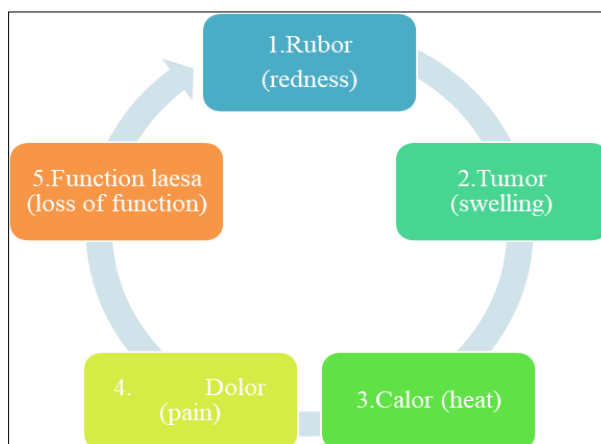 1.Rubor
(redness)
2.Tumor
(swelling)
3.Calor (heat)
4. Dolor
(pain)
5.Function laesa
(loss of function)